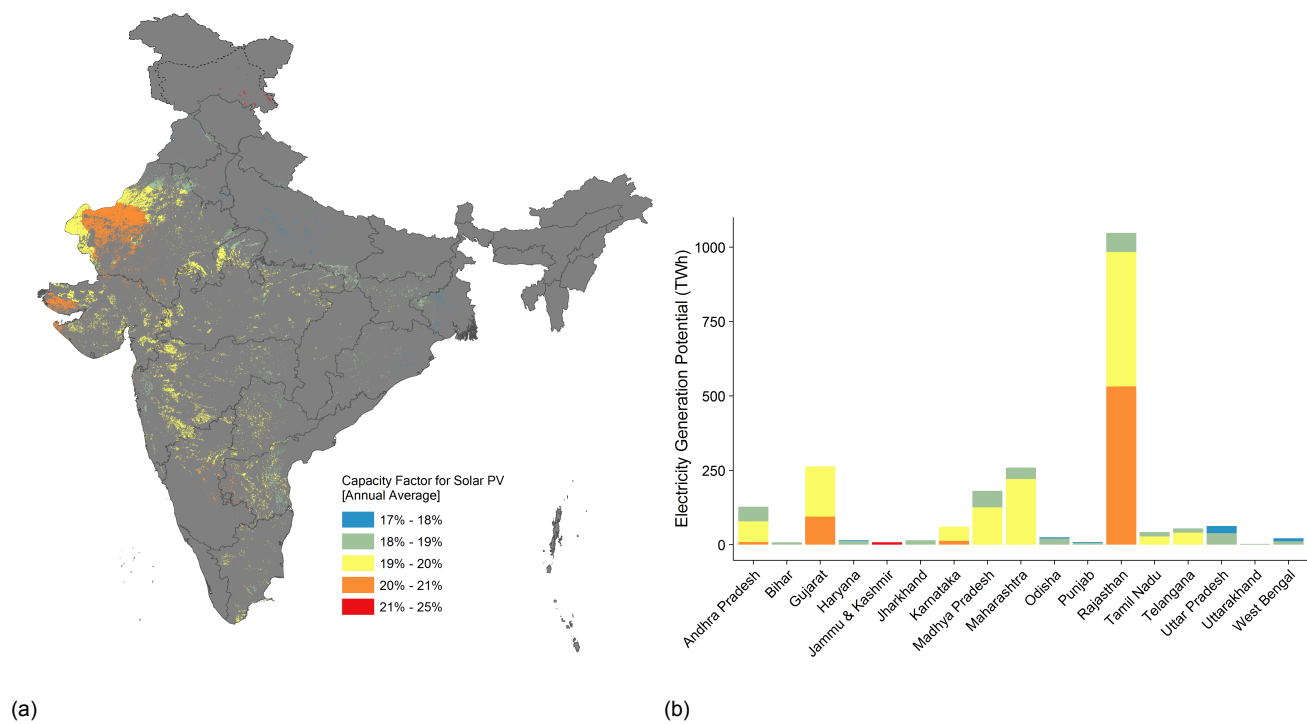 Capacity Factor for Solar PV
[Annual Average]
17% - 18%
18% - 19%
19% - 20%
20% - 21%
21% - 25%
(a)
Electricity Generation Potential (TWh)
1000
750
500
250
0
Andhra Pradesh
Bihar
Gujarat
Haryana
Jammu & Kashmir
Jharkhand
Karnataka
Madhya Pradesh
Maharashtra
Odisha
Punjab
Rajasthan
Tamil Nadu
Telangana
Uttar Pradesh
Uttarakhand
West Bengal
(b)